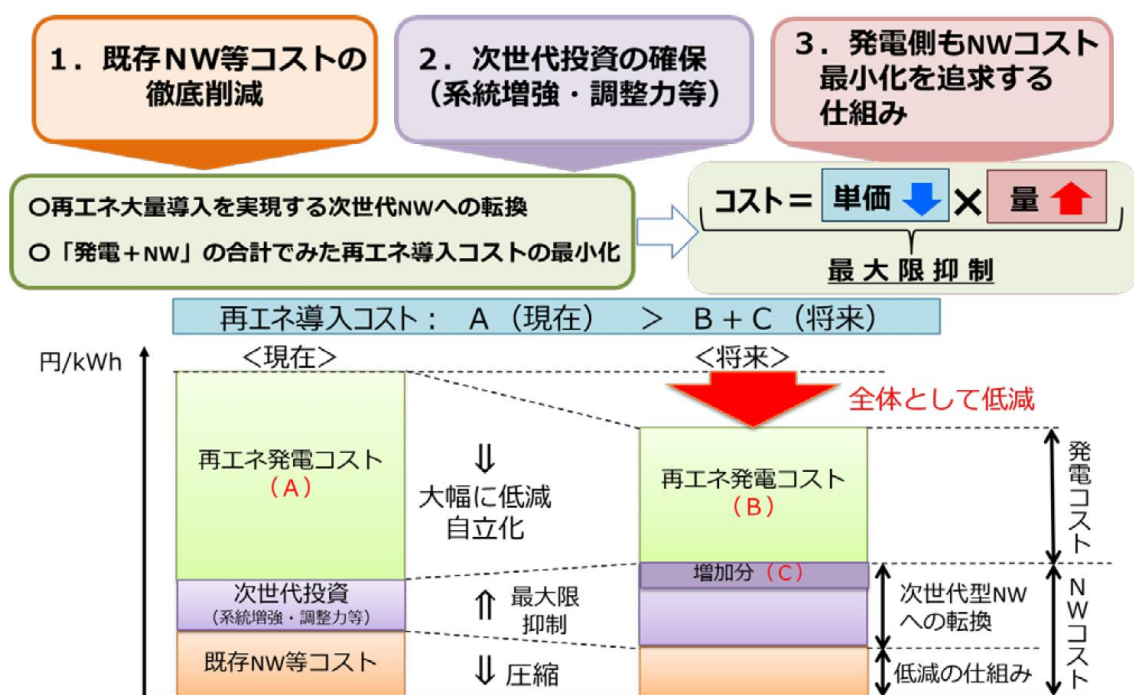 1．既存NW等コストの
徹底削減
2．次世代投資の確保
（系統増強・調整力等）
3．発電側もNWコスト
最小化を追求する
仕組み
○再エネ大量導入を実現する次世代NWへの転換
○「発電＋NW」の合計でみた再エネ導入コストの最小化
コスト＝ 単価 × 量
最大限抑制
再エネ導入コスト： A（現在） ＞ B＋C（将来）
円/kWh
＜現在＞
＜将来＞
全体として低減
再エネ発電コスト
（A）
⇓
大幅に低減
自立化
再エネ発電コスト
（B）
発電コスト
次世代投資
（系統増強・調整力等）
⇑ 最大限
抑制
増加分（C）
次世代型NW
への転換
NWコスト
既存NW等コスト
⇓ 圧縮
低減の仕組み